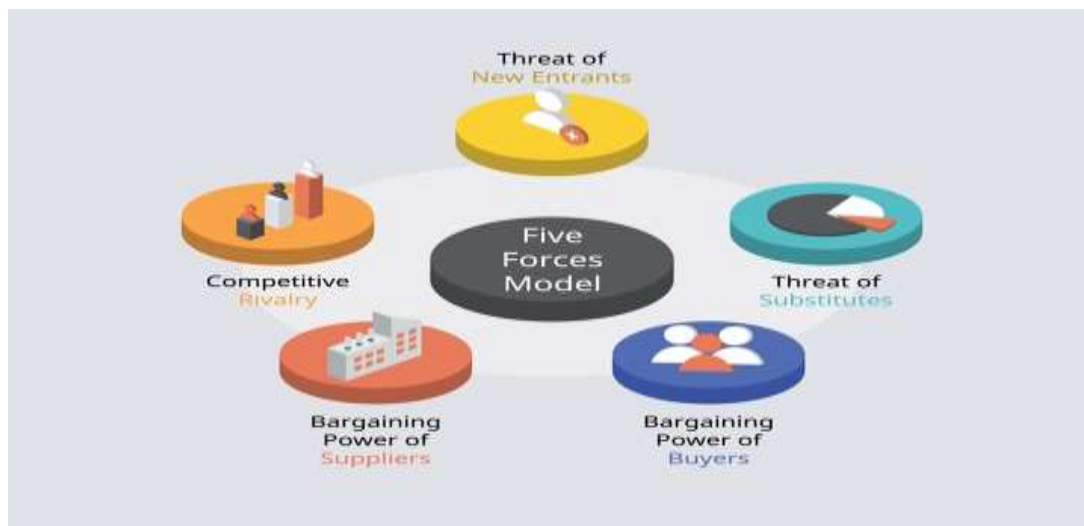 Threat of
New Entrants
Five
Forces
Model
Competitive
Rivalry
Threat of
Substitutes
Bargaining
Power of
Suppliers
Bargaining
Power of
Buyers